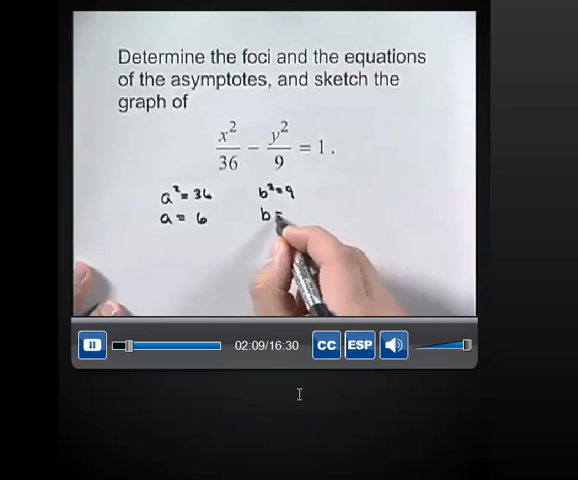 Determine the foci and the equations
of the asymptotes, and sketch the
graph of
x²/36 − y²/9 = 1.
a² = 36 b² = 9
a = 6 b =
02:09/16:30 CC ESP